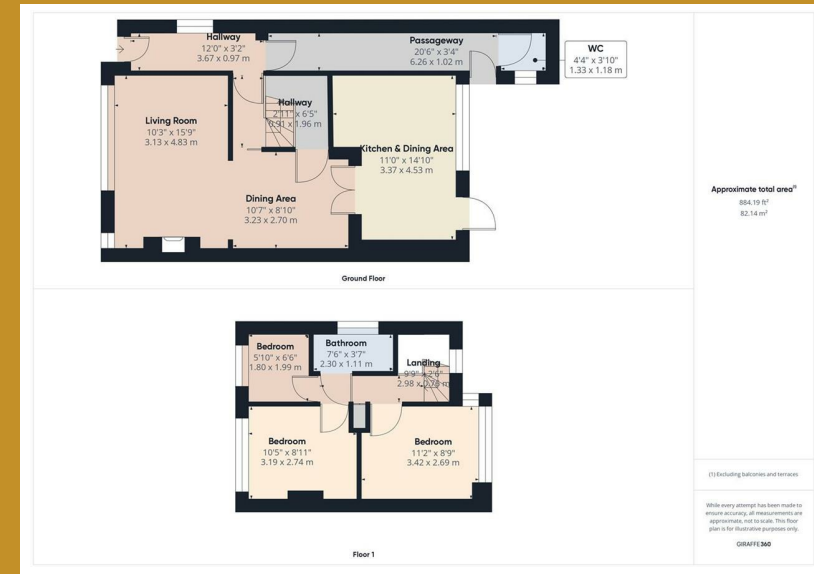 Hallway
12'0" x 3'2"
3.67 x 0.97 m
Passageway
20'6" x 3'4"
6.26 x 1.02 m
WC
4'4" x 3'10"
1.33 x 1.18 m
Living Room
10'3" x 15'9"
3.13 x 4.83 m
Hallway
2'11" x 6'5"
0.91 x 1.96 m
Kitchen & Dining Area
11'0" x 14'10"
3.37 x 4.53 m
Dining Area
10'7" x 8'10"
3.23 x 2.70 m
Ground Floor
Approximate total area⁽¹⁾
884.19 ft²
82.14 m²
Bedroom
5'10" x 6'6"
1.80 x 1.99 m
Bathroom
7'6" x 3'7"
2.30 x 1.11 m
Landing
9'9" x 2'6"
2.98 x 0.78 m
Bedroom
10'5" x 8'11"
3.19 x 2.74 m
Bedroom
11'2" x 8'9"
3.42 x 2.69 m
Floor 1
(1) Excluding balconies and terraces
While every attempt has been made to
ensure accuracy, all measurements are
approximate, not to scale. This floor
plan is for illustrative purposes only.
GIRAFFE360